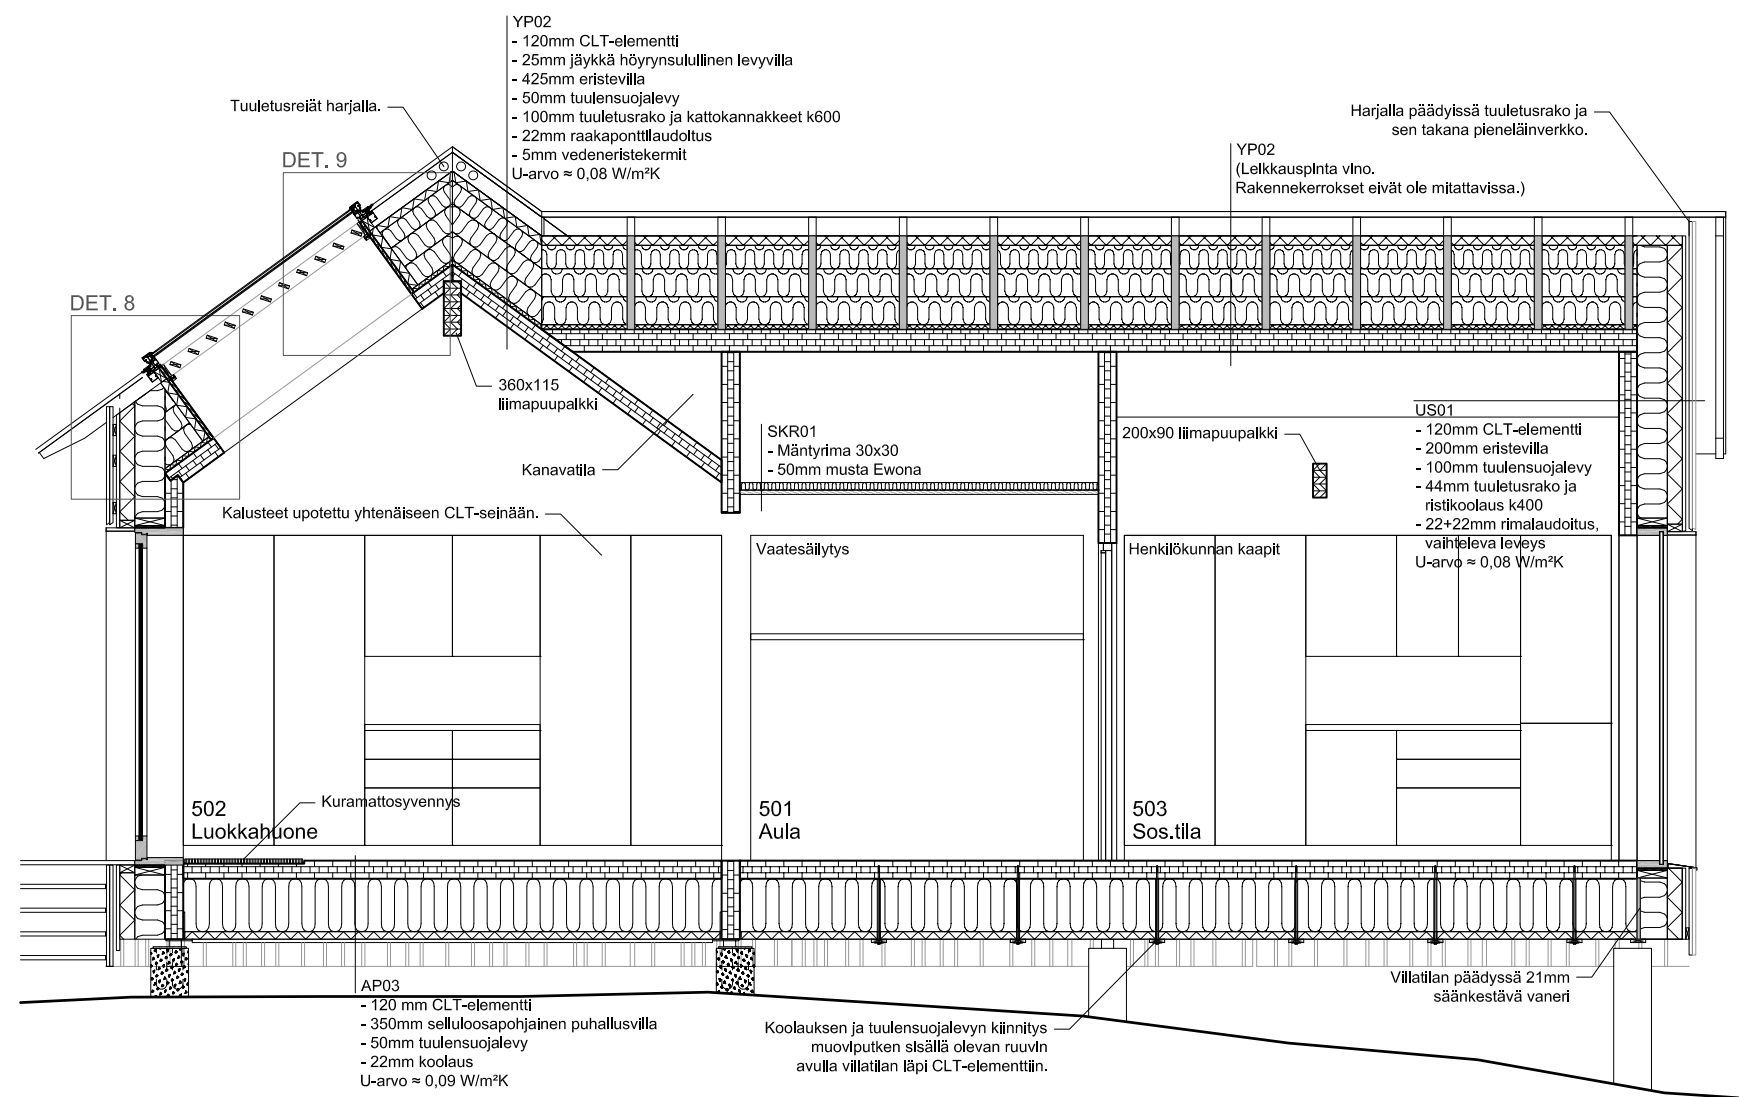 YP02
- 120mm CLT-elementti
- 25mm jäykkä höyrynsulullinen levyvilla
- 425mm eristevilla
- 50mm tuulensuojalevy
- 100mm tuuletusrako ja kattokannakkeet k600
- 22mm raakaponttilaudoitus
- 5mm vedeneristekermit
U-arvo ≈ 0,08 W/m²K
Tuuletusreiät harjalla.
Harjalla päädyissä tuuletusrako ja
sen takana pieneläinverkko.
YP02
(Leikkauspinta vino.
Rakennekerrokset eivät ole mitattavissa.)
DET. 9
DET. 8
360x115
liimapuupalkki
Kanavatila
SKR01
- Mäntyrima 30x30
- 50mm musta Ewona
200x90 liimapuupalkki
US01
- 120mm CLT-elementti
- 200mm eristevilla
- 100mm tuulensuojalevy
- 44mm tuuletusrako ja
ristikoolaus k400
- 22+22mm rimalaudoitus,
vaihteleva leveys
U-arvo ≈ 0,08 W/m²K
Kalusteet upotettu yhtenäiseen CLT-seinään.
Vaatesäilytys
Henkilökunnan kaapit
Kuramattosyvennys
502
Luokkahuone
501
Aula
503
Sos.tila
AP03
- 120 mm CLT-elementti
- 350mm selluloosapohjainen puhallusvilla
- 50mm tuulensuojalevy
- 22mm koolaus
U-arvo ≈ 0,09 W/m²K
Koolauksen ja tuulensuojalevyn kiinnitys
muoviputken sisällä olevan ruuvin
avulla villatilan läpi CLT-elementtiin.
Villatilan päädyssä 21mm
säänkestävä vaneri